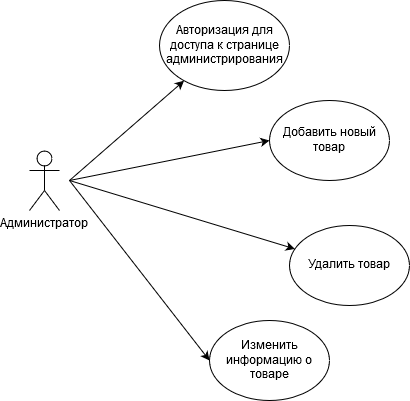 Авторизация для
доступа к странице
администрирования
Добавить новый
товар
Администратор
Удалить товар
Изменить
информацию о
товаре